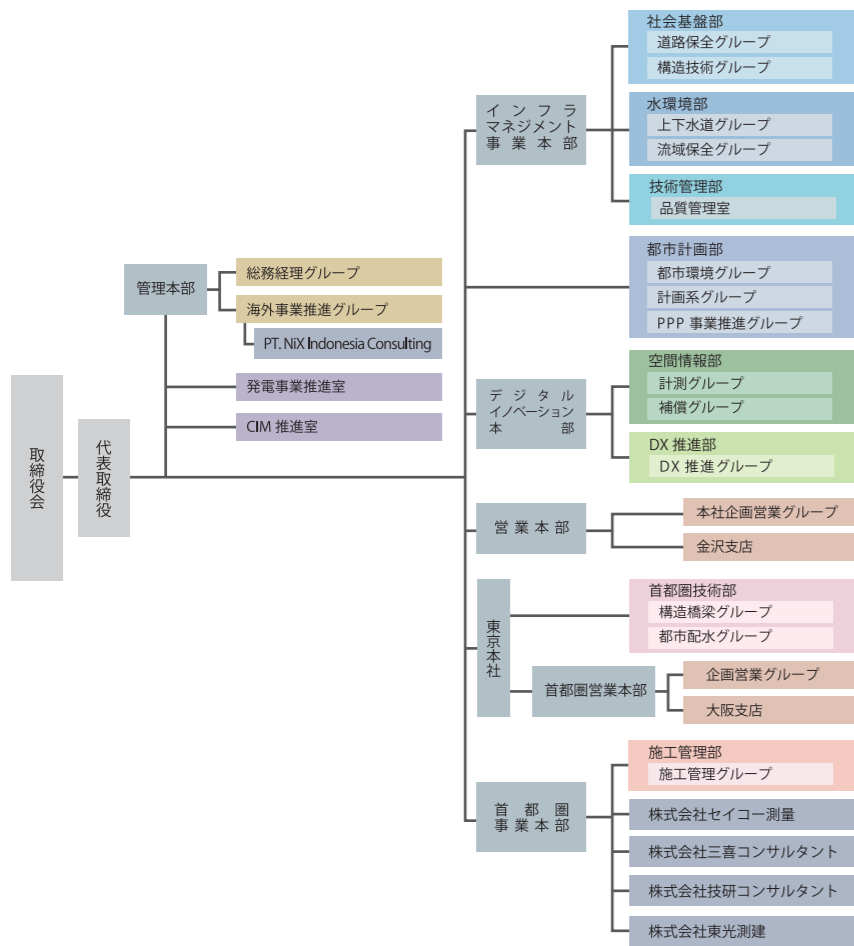 取締役会
代表取締役
管理本部
総務経理グループ
海外事業推進グループ
PT. NiX Indonesia Consulting
発電事業推進室
CIM 推進室
インフラ
マネジメント
事業本部
社会基盤部
道路保全グループ
構造技術グループ
水環境部
上下水道グループ
流域保全グループ
技術管理部
品質管理室
都市計画部
都市環境グループ
計画系グループ
PPP 事業推進グループ
デジタル
イノベーション
本部
空間情報部
計測グループ
補償グループ
DX 推進部
DX 推進グループ
営業本部
本社企画営業グループ
金沢支店
東京本社
首都圏技術部
構造橋梁グループ
都市配水グループ
首都圏営業本部
企画営業グループ
大阪支店
首都圏
事業本部
施工管理部
施工管理グループ
株式会社セイコー測量
株式会社三喜コンサルタント
株式会社技研コンサルタント
株式会社東光測建